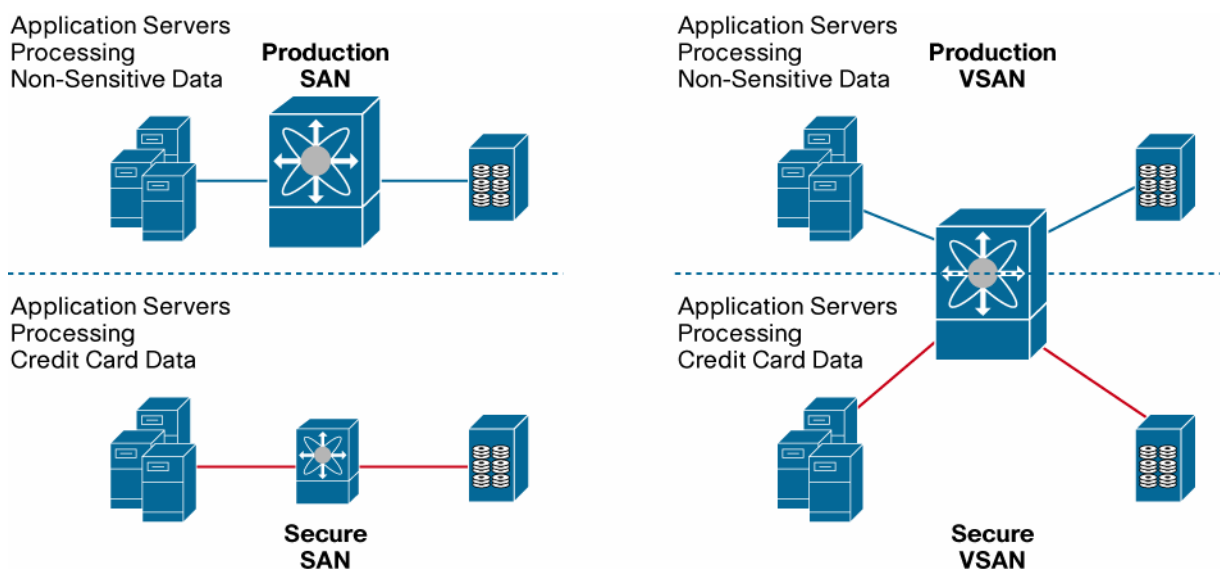 Application Servers
Processing
Non-Sensitive Data
Production
SAN
Application Servers
Processing
Credit Card Data
Secure
SAN
Application Servers
Processing
Non-Sensitive Data
Production
VSAN
Application Servers
Processing
Credit Card Data
Secure
VSAN